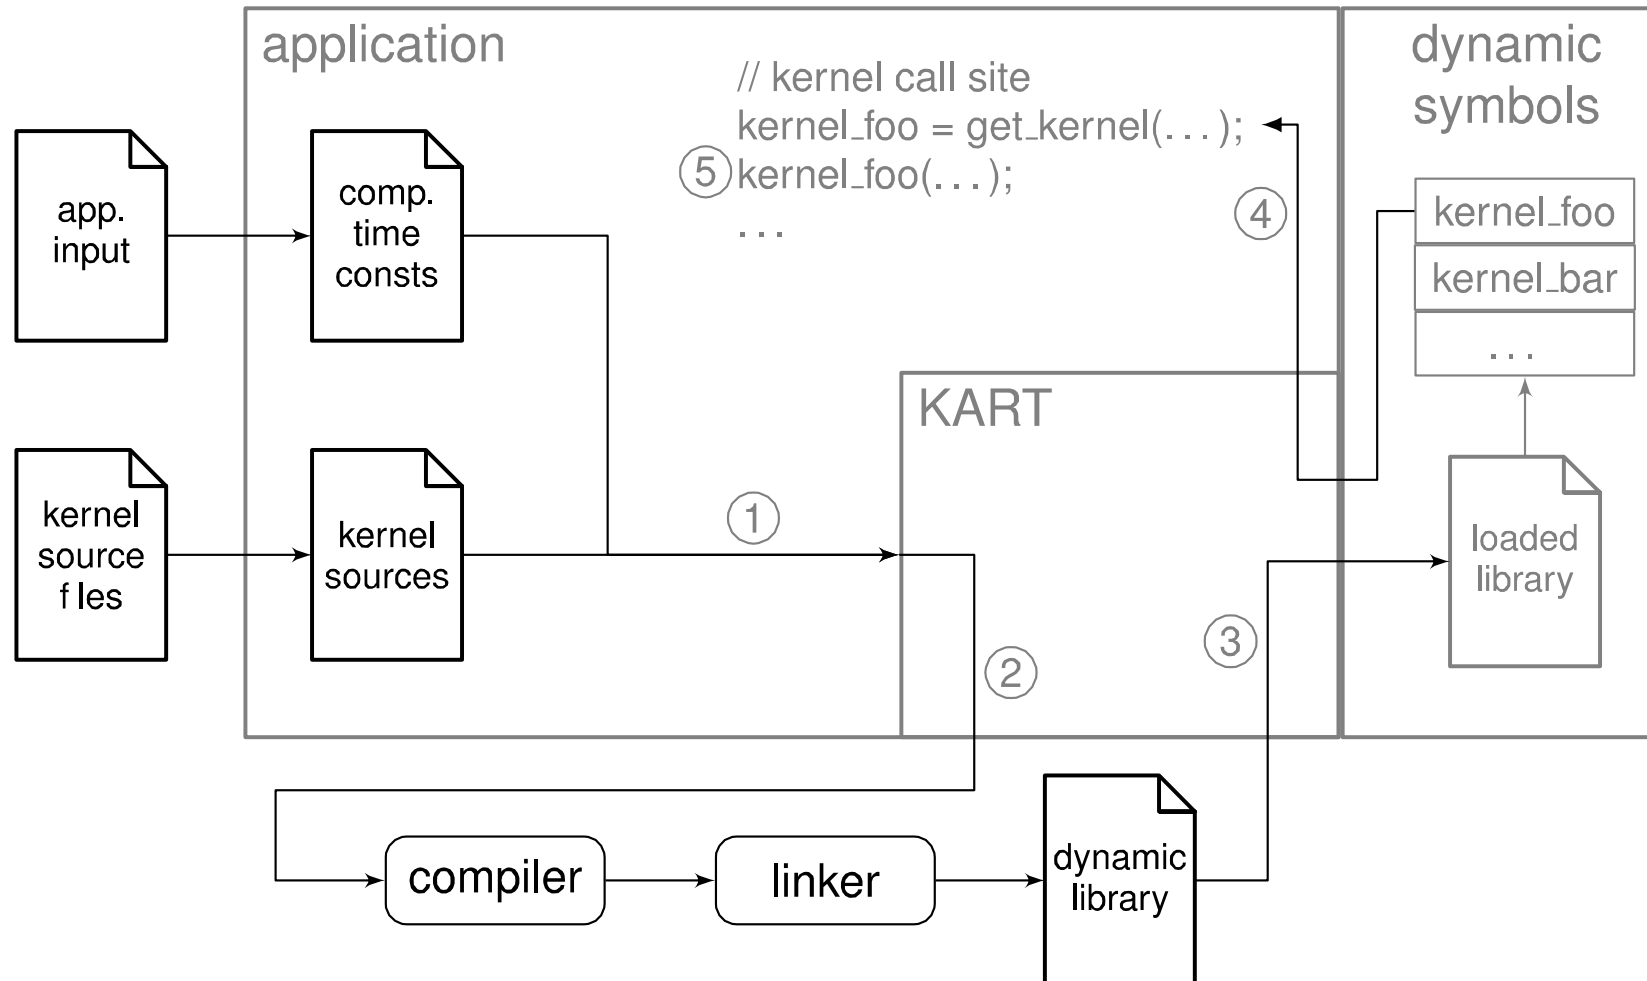 application
dynamic
symbols
// kernel call site
kernel_foo = get_kernel(...);
5 kernel_foo(...);
...
app.
input
comp.
time
consts
4
kernel_foo
kernel_bar
...
KART
kernel
source
f les
kernel
sources
1
2
3
loaded
library
compiler
linker
dynamic
library